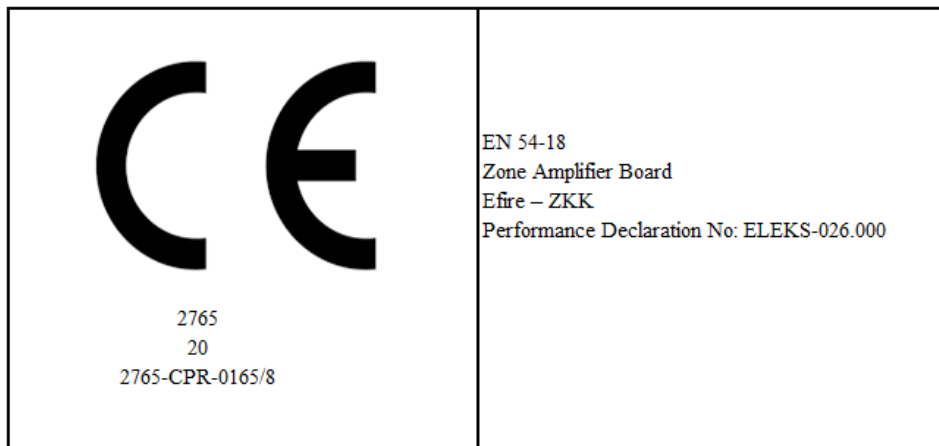 CE
2765
20
2765-CPR-0165/8
EN 54-18
Zone Amplifier Board
Efire – ZKK
Performance Declaration No: ELEKS-026.000